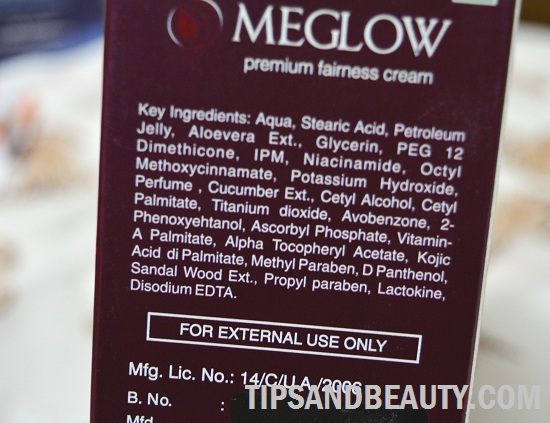 MEGLOW
premium fairness cream
Key Ingredients: Aqua, Stearic Acid, Petroleum
Jelly, Aloevera Ext., Glycerin, PEG 12
Dimethicone, IPM, Niacinamide, Octyl
Methoxycinnamate, Potassium Hydroxide,
Perfume , Cucumber Ext., Cetyl Alcohol, Cetyl
Palmitate, Titanium dioxide, Avobenzone, 2-
Phenoxyehtanol, Ascorbyl Phosphate, Vitamin-
A Palmitate, Alpha Tocopheryl Acetate, Kojic
Acid di Palmitate, Methyl Paraben, D Panthenol,
Sandal Wood Ext., Propyl paraben, Lactokine,
Disodium EDTA.
FOR EXTERNAL USE ONLY
Mfg. Lic. No.: 14/C/U.A./2006
B. No. :
Mfd
TIPSANDBEAUTY.COM